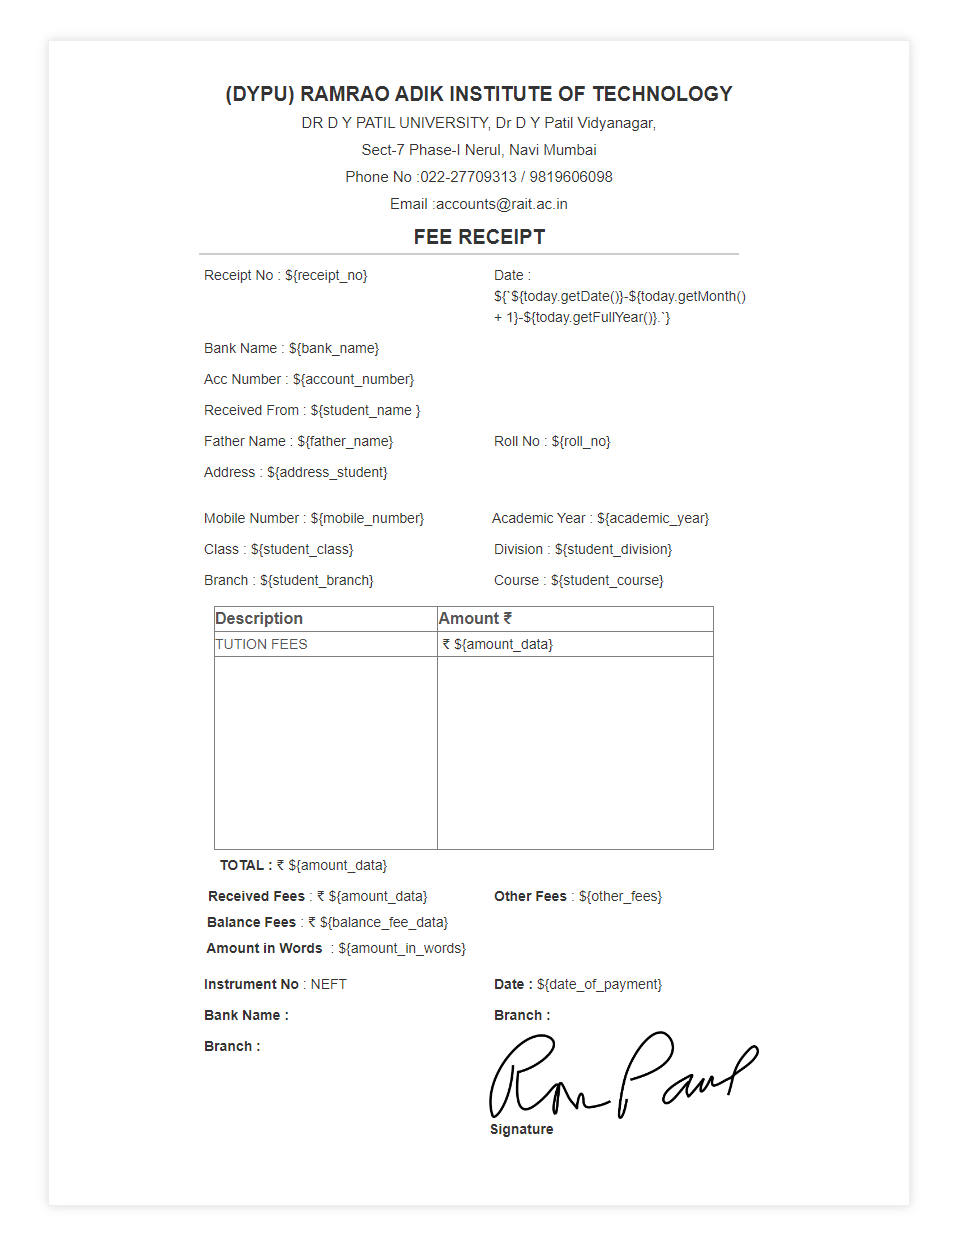 (DYPU) RAMRAO ADIK INSTITUTE OF TECHNOLOGY
DR D Y PATIL UNIVERSITY, Dr D Y Patil Vidyanagar,
Sect-7 Phase-I Nerul, Navi Mumbai
Phone No :022-27709313 / 9819606098
Email :accounts@rait.ac.in
FEE RECEIPT
Receipt No : ${receipt_no}
Date :
${`${today.getDate()}-${today.getMonth()
+ 1}-${today.getFullYear()}.`}
Bank Name : ${bank_name}
Acc Number : ${account_number}
Received From : ${student_name }
Father Name : ${father_name} Roll No : ${roll_no}
Address : ${address_student}
Mobile Number : ${mobile_number} Academic Year : ${academic_year}
Class : ${student_class} Division : ${student_division}
Branch : ${student_branch} Course : ${student_course}
Description Amount ₹
TUTION FEES ₹ ${amount_data}
TOTAL : ₹ ${amount_data}
Received Fees : ₹ ${amount_data} Other Fees : ${other_fees}
Balance Fees : ₹ ${balance_fee_data}
Amount in Words : ${amount_in_words}
Instrument No : NEFT Date : ${date_of_payment}
Bank Name : Branch :
Branch :
Signature